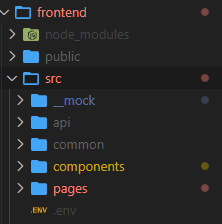 frontend
node_modules
public
src
__mock
api
common
components
pages
.ENV .env